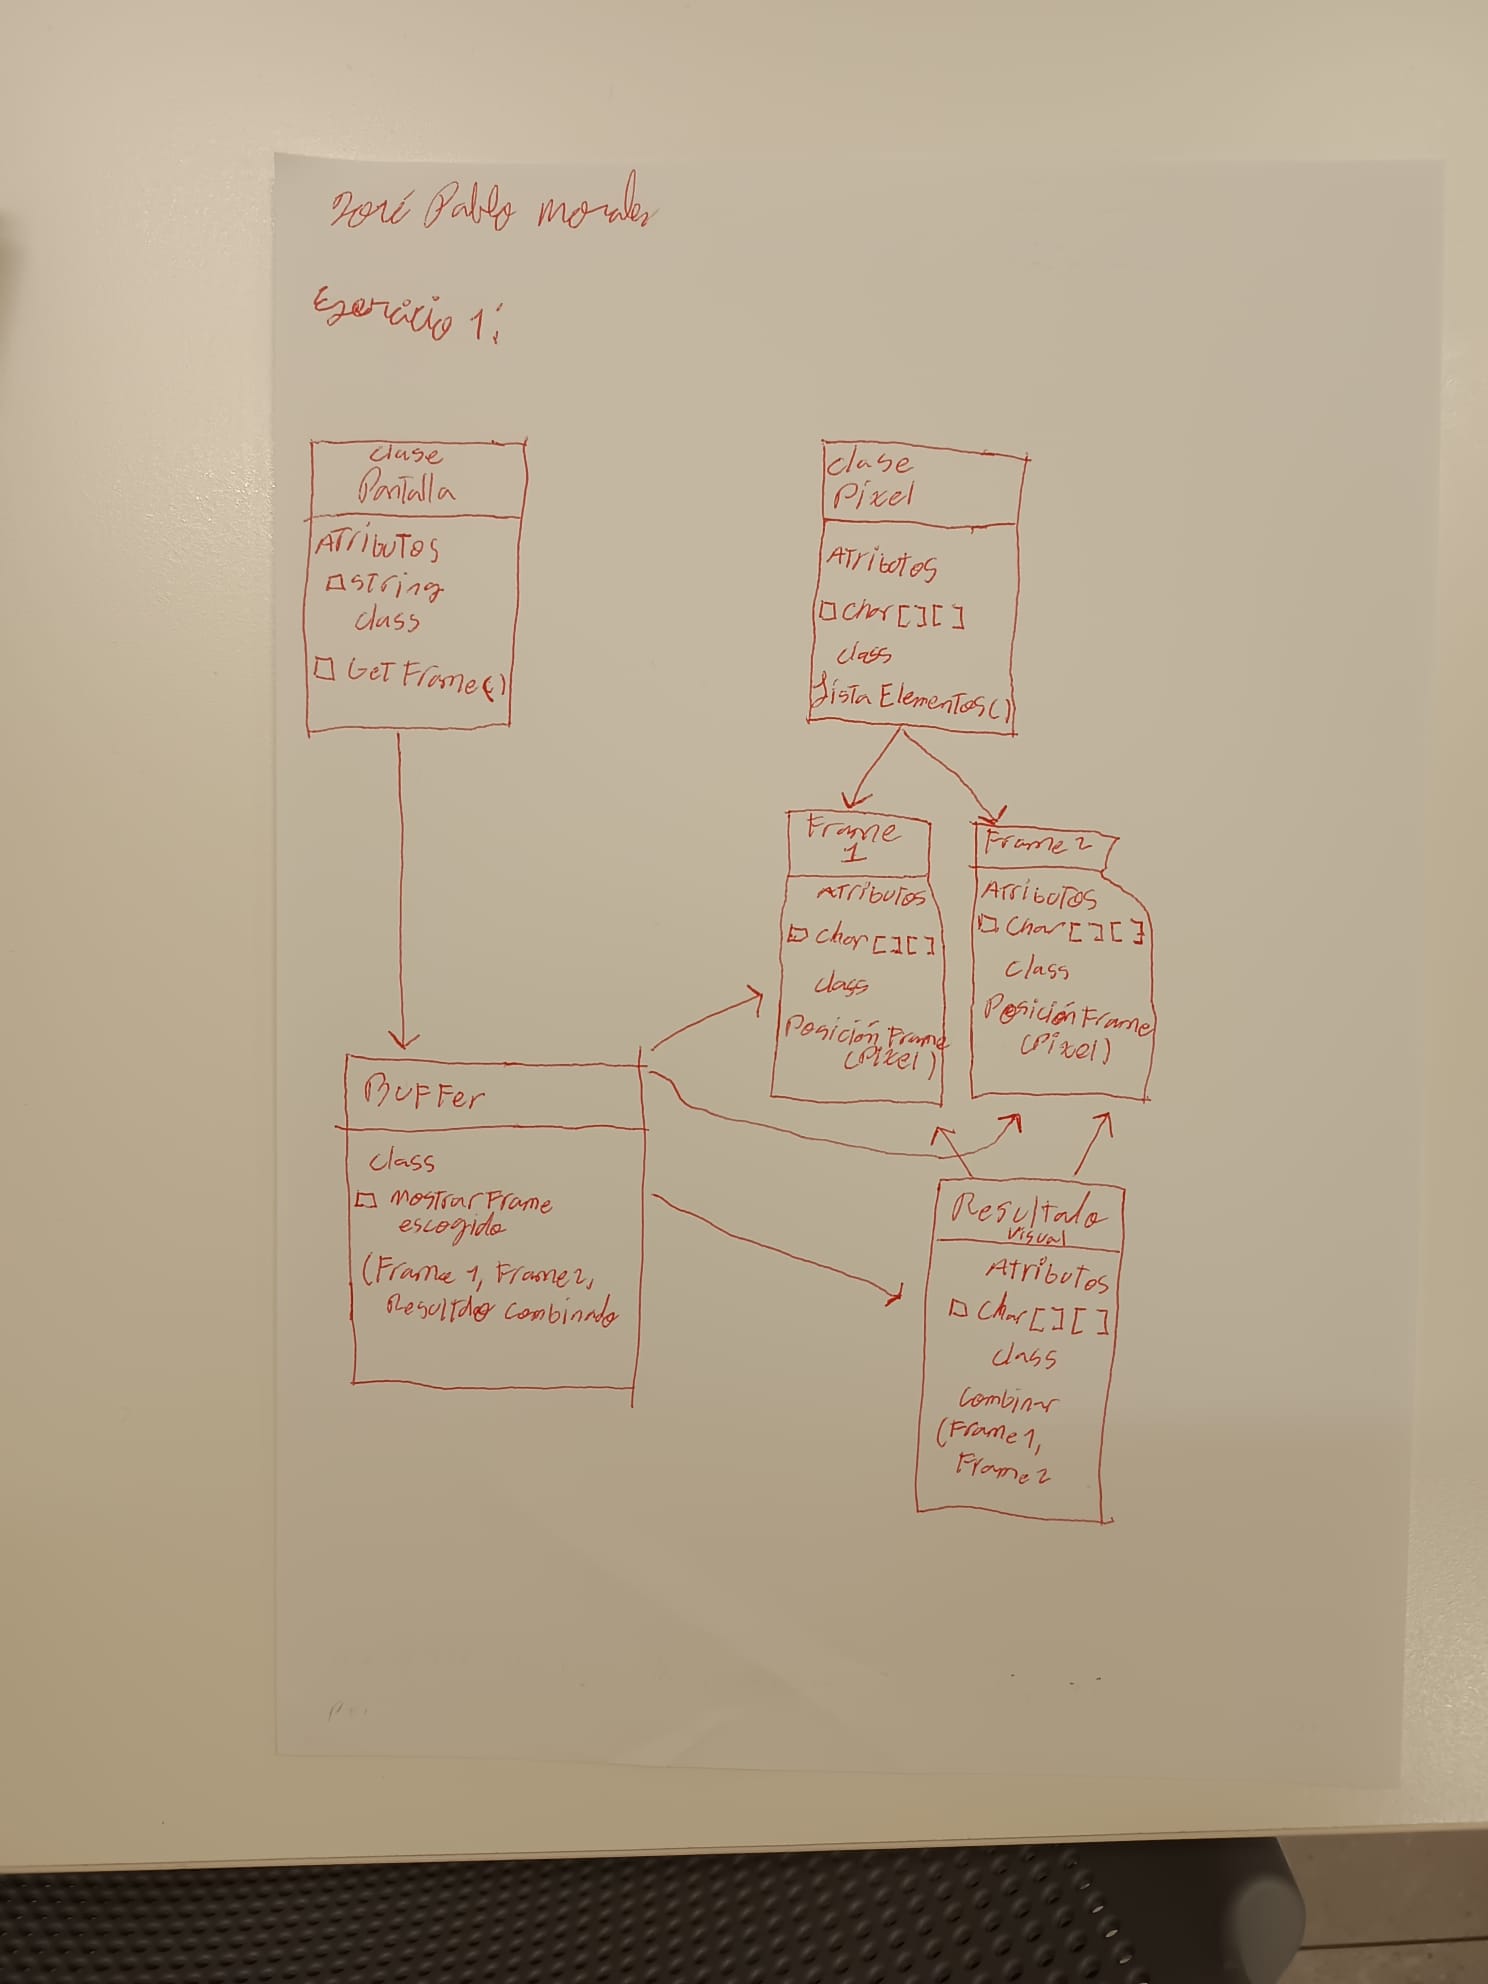 José Pablo Morales
Ejercicio 1:
clase
Pantalla
Atributos
string
class
Get Frame()
clase
Pixel
Atributos
char[][]
class
Lista Elementos()
Frame
1
Atributos
char[][]
class
Posición Frame
(Pixel)
Frame 2
Atributos
char[][]
class
Posición Frame
(Pixel)
Buffer
class
Mostrar Frame
escogido
(Frame 1, Frame 2,
Resultdo combinado
Resultado
visual
Atributos
char[][]
class
combinar
(Frame 1,
Frame 2